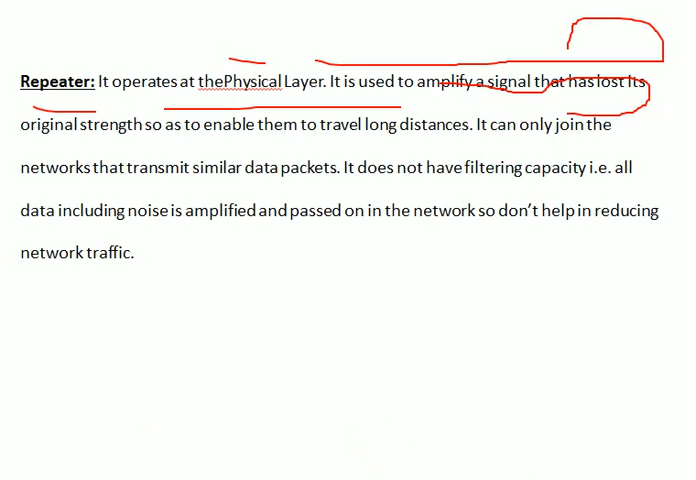 Repeater: It operates at thePhysical Layer. It is used to amplify a signal that has lost its
original strength so as to enable them to travel long distances. It can only join the
networks that transmit similar data packets. It does not have filtering capacity i.e. all
data including noise is amplified and passed on in the network so don’t help in reducing
network traffic.